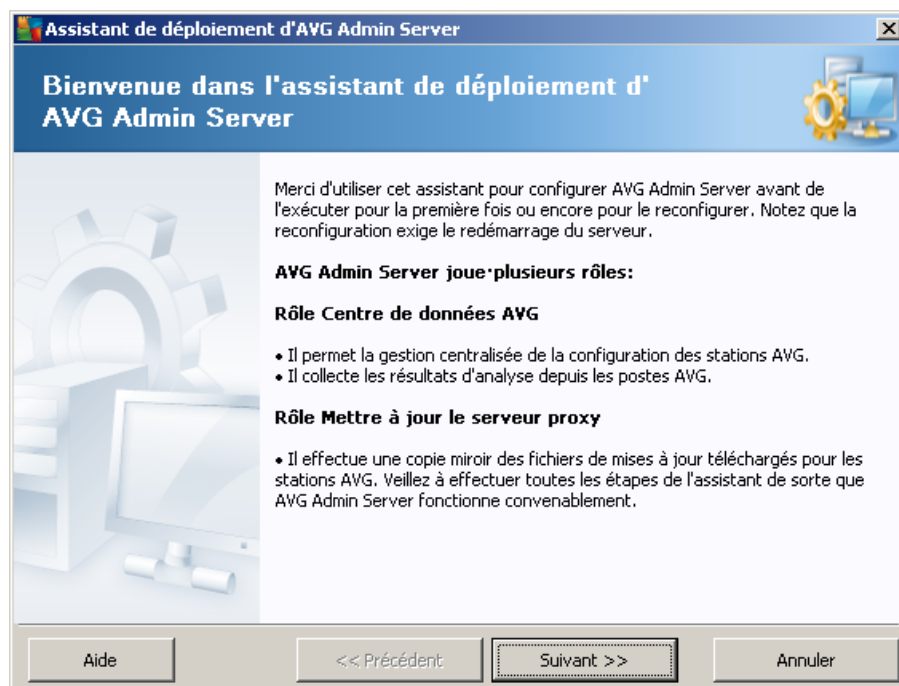 Assistant de déploiement d'AVG Admin Server
Bienvenue dans l'assistant de déploiement d'
AVG Admin Server
Merci d'utiliser cet assistant pour configurer AVG Admin Server avant de
l'exécuter pour la première fois ou encore pour le reconfigurer. Notez que la
reconfiguration exige le redémarrage du serveur.
AVG Admin Server joue·plusieurs rôles:
Rôle Centre de données AVG
• Il permet la gestion centralisée de la configuration des stations AVG.
• Il collecte les résultats d'analyse depuis les postes AVG.
Rôle Mettre à jour le serveur proxy
• Il effectue une copie miroir des fichiers de mises à jour téléchargés pour les
stations AVG. Veillez à effectuer toutes les étapes de l'assistant de sorte que
AVG Admin Server fonctionne convenablement.
Aide
<< Précédent
Suivant >>
Annuler